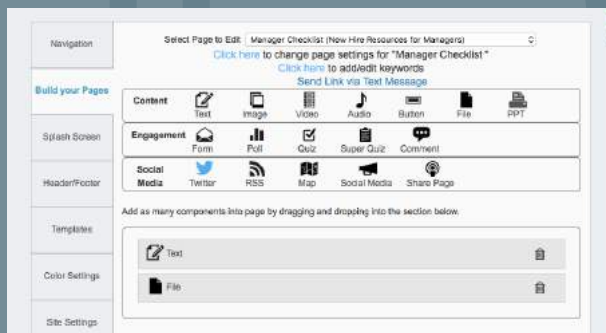 Navigation
Build your Pages
Splash Screen
Header/Footer
Templates
Color Settings
Site Settings
Select Page to Edit Manager Checklist (New Hire Resources for Managers)
Click here to change page settings for "Manager Checklist "
Click here to add/edit keywords
Send Link via Text Message
Content Text Image Video Audio Button File PPT
Engagement Form Poll Quiz Super Quiz Comment
Social Media Twitter RSS Map Social Media Share Page
Add as many components into page by dragging and dropping into the section below.
Text
File